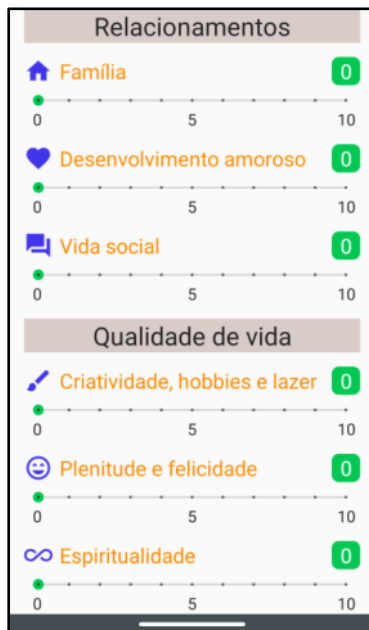 Relacionamentos
Família 0
0 5 10
Desenvolvimento amoroso 0
0 5 10
Vida social 0
0 5 10
Qualidade de vida
Criatividade, hobbies e lazer 0
0 5 10
Plenitude e felicidade 0
0 5 10
Espiritualidade 0
0 5 10